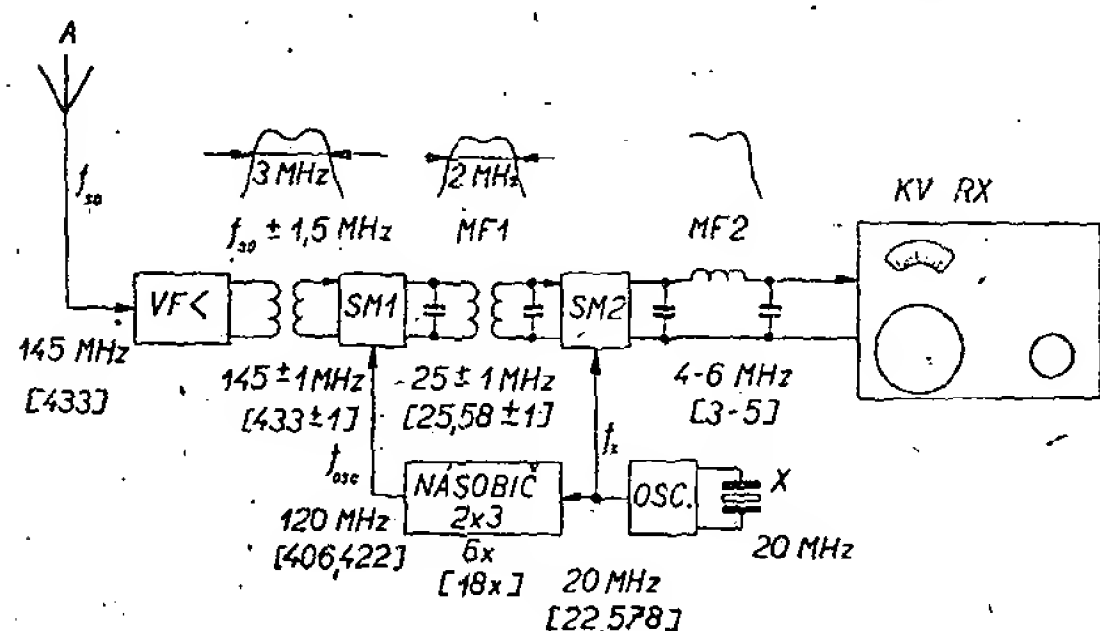 A
f_so
3 MHz
f_so ± 1,5 MHz
2 MHz
MF1
MF2
KV RX
VF<
SM1
SM2
145 MHz
[433]
145 ± 1 MHz
[433 ± 1]
25 ± 1 MHz
[25,58 ± 1]
4-6 MHz
[3-5]
f_osc
f_x
NÁSOBIČ
2x3
6x
[18x]
OSC.
X
120 MHz
[406,422]
20 MHz
[22,578]
20 MHz